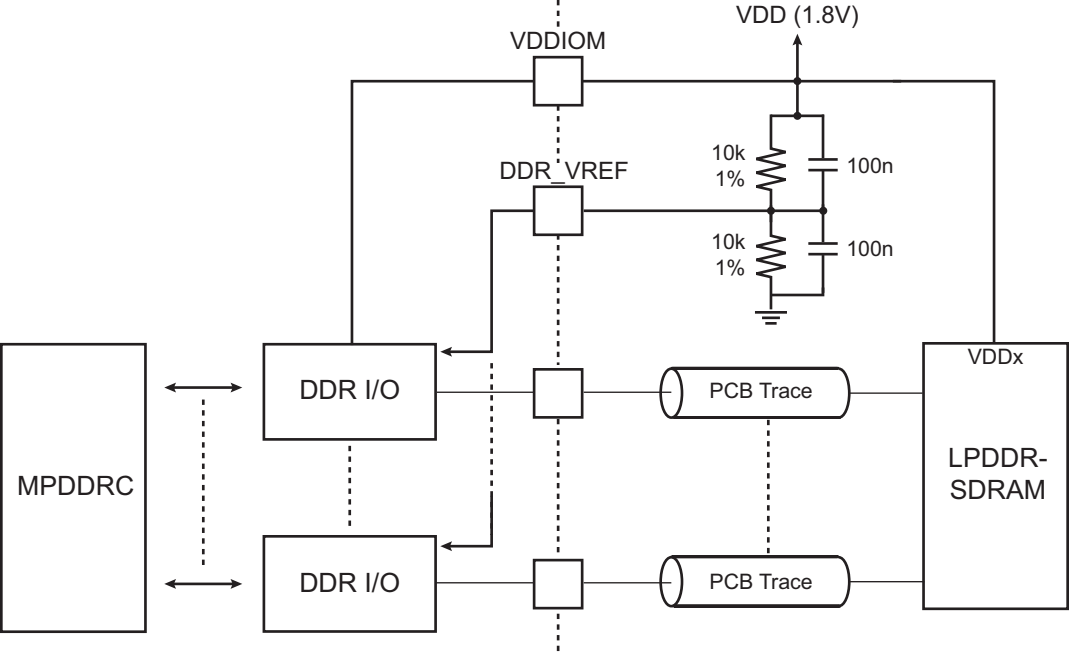 VDD (1.8V)
VDDIOM
10k
1%
100n
DDR_VREF
10k
1%
100n
VDDx
DDR I/O
PCB Trace
MPDDRC
LPDDR-
SDRAM
DDR I/O
PCB Trace